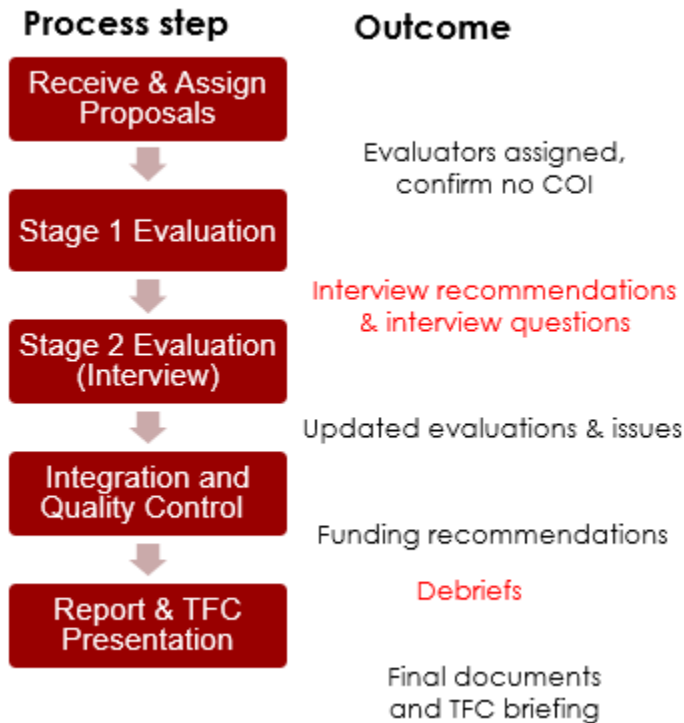 Process step
Outcome
Receive & Assign
Proposals
Evaluators assigned,
confirm no COI
Stage 1 Evaluation
Interview recommendations
& interview questions
Stage 2 Evaluation
(Interview)
Updated evaluations & issues
Integration and
Quality Control
Funding recommendations
Debriefs
Report & TFC
Presentation
Final documents
and TFC briefing